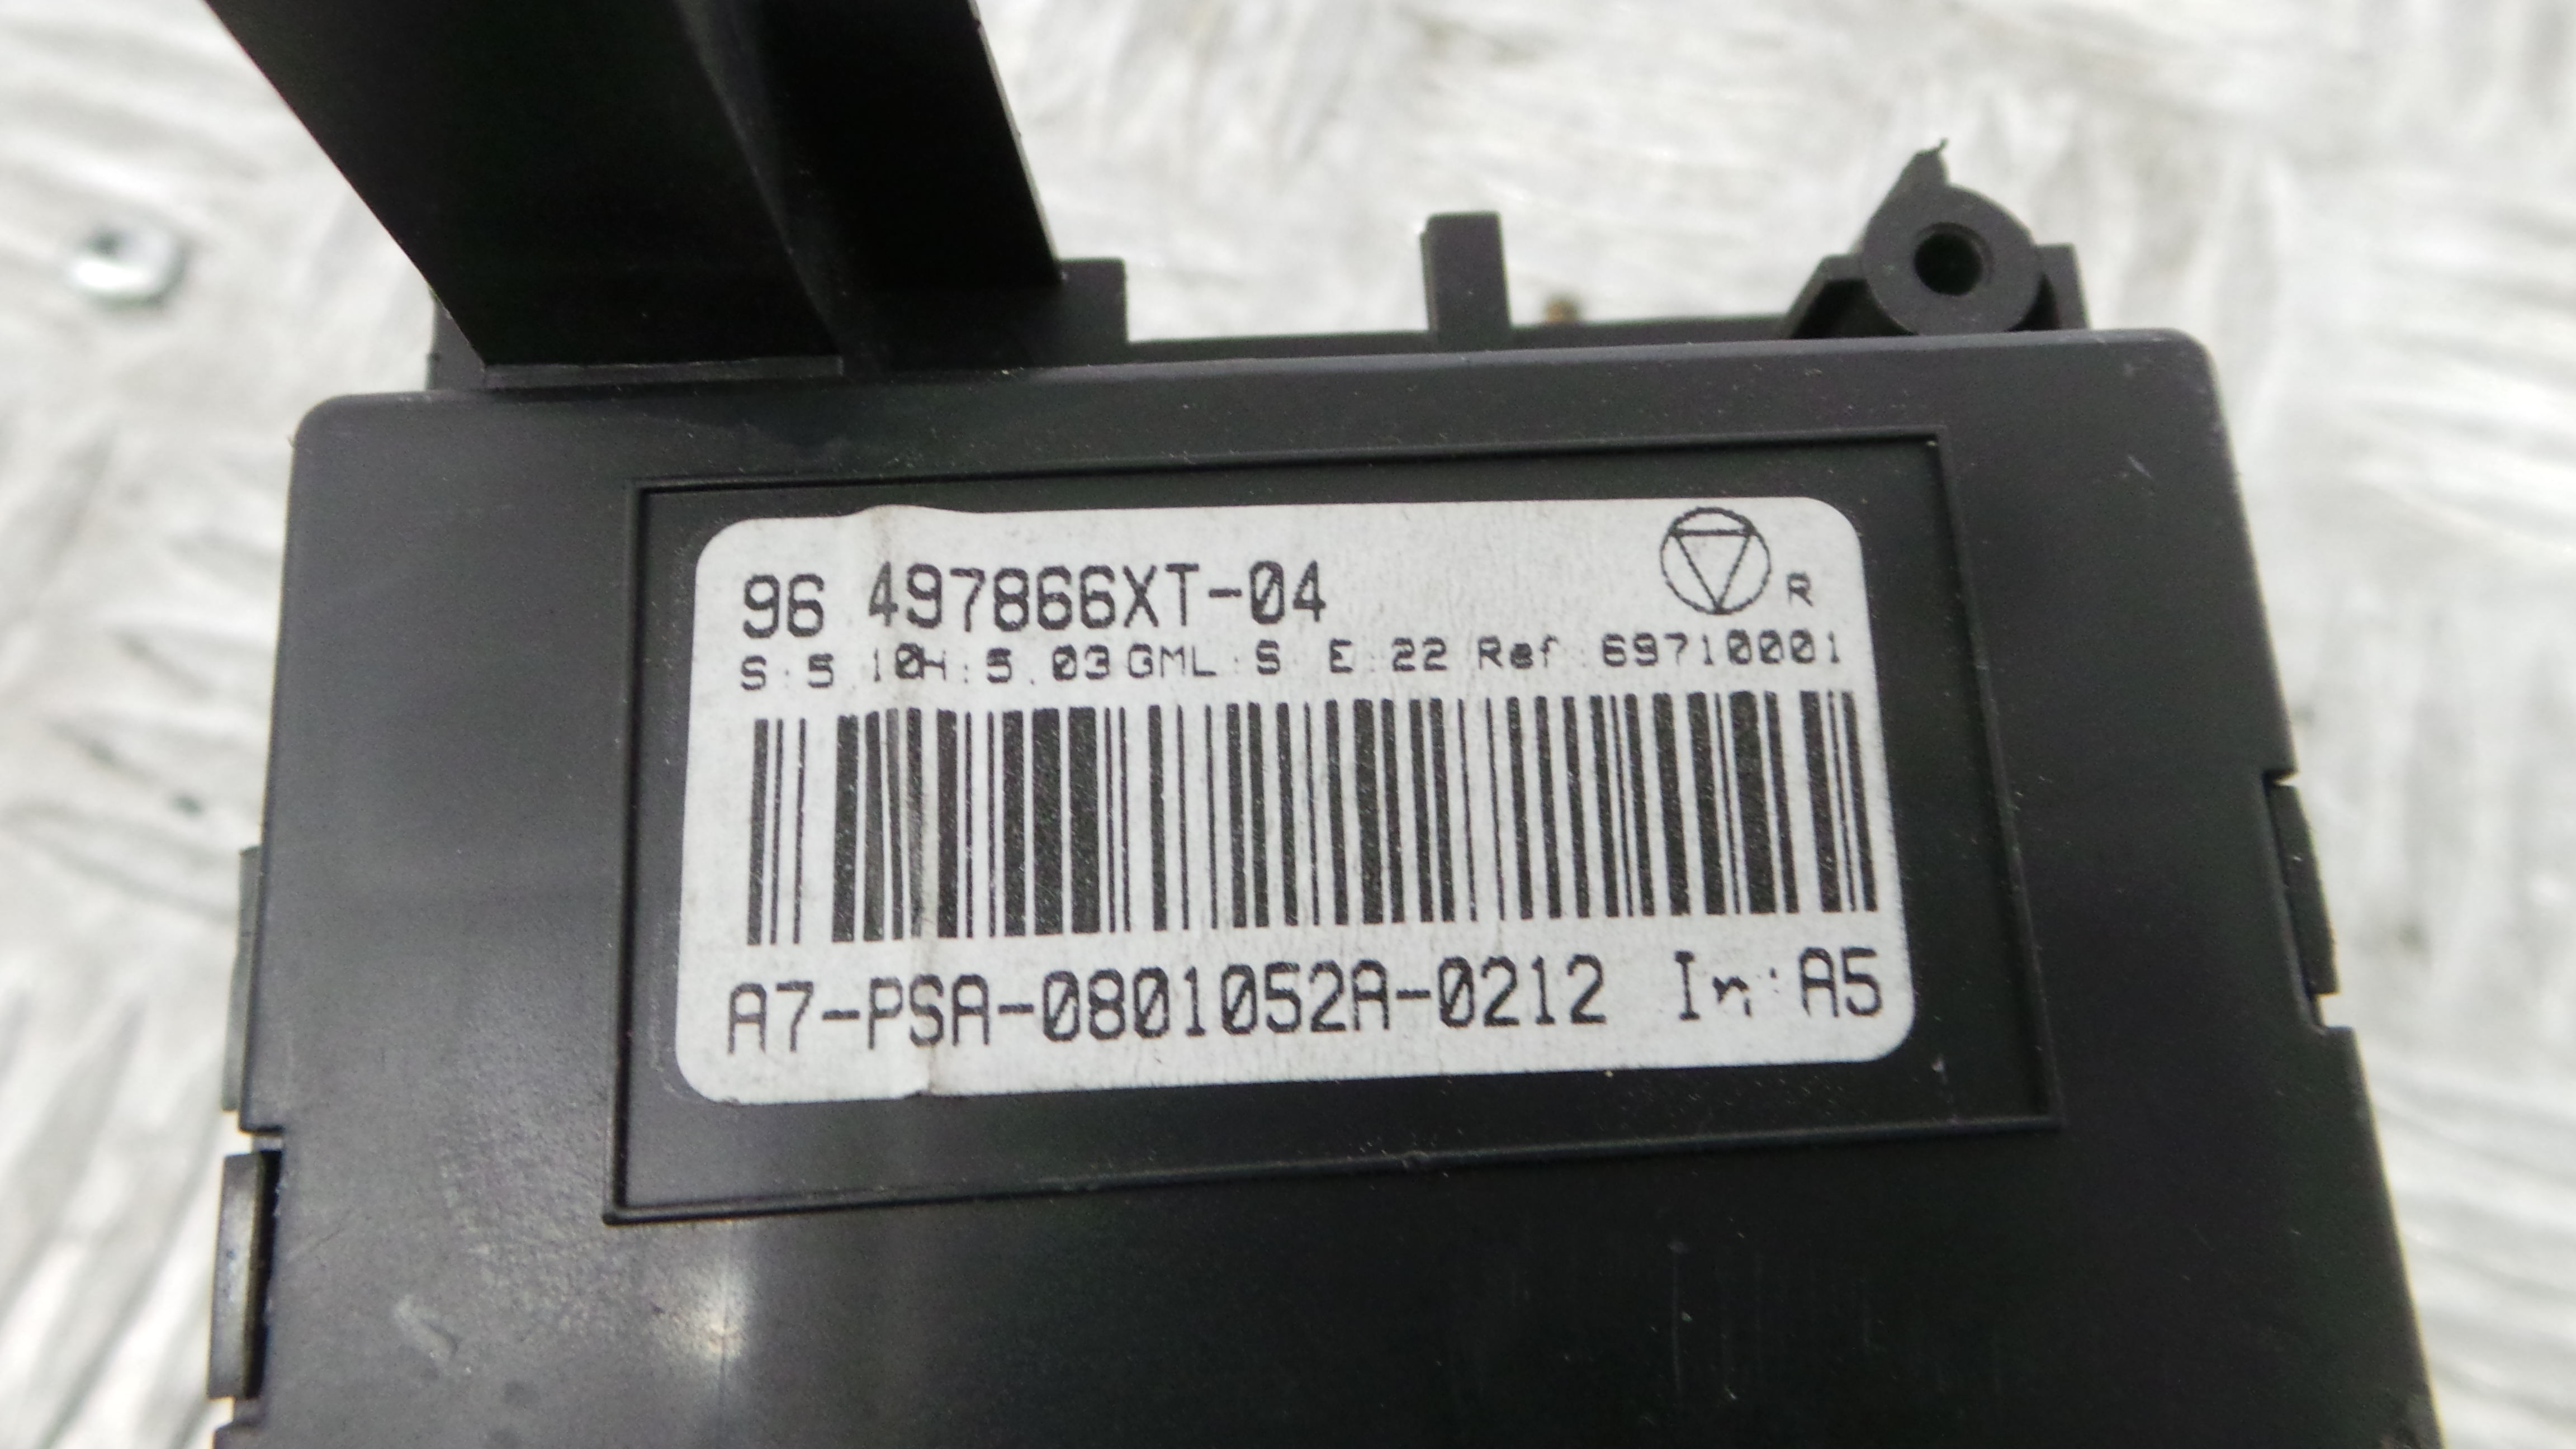 96 497866XT-04
R
S:5.10H:5.03 GML:S E:22 Ref:69710001
A7-PSA-0801052A-0212 In:A5